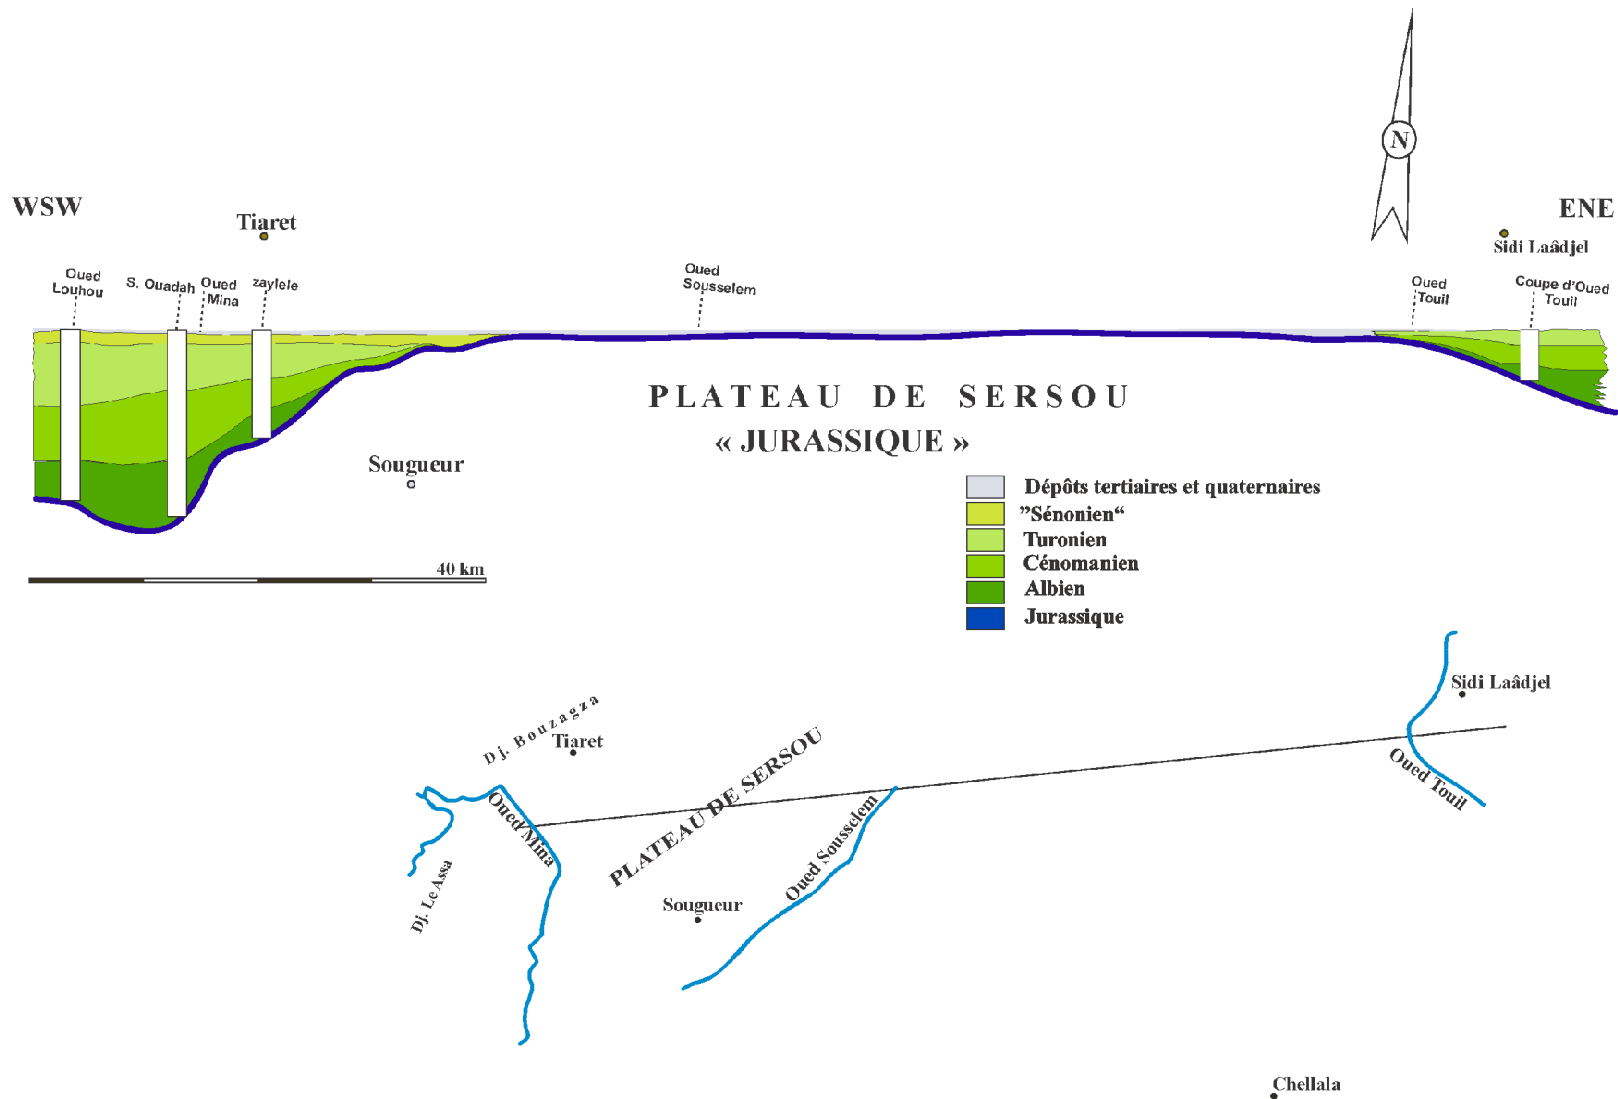 N
WSW
ENE
Tiaret
Sidi Laâdjel
Oued
Louhou
S. Ouadah
Oued
Mina
zaylele
Oued
Sousselem
Oued
Touil
Coupe d'Oued
Touil
PLATEAU DE SERSOU
« JURASSIQUE »
Sougueur
40 km
Dépôts tertiaires et quaternaires
”Sénonien“
Turonien
Cénomanien
Albien
Jurassique
Sidi Laâdjel
Dj. Bouzagza
Tiaret
PLATEAU DE SERSOU
Oued Touil
Oued Mina
Oued Sousselem
Dj. Le Assa
Sougueur
Chellala